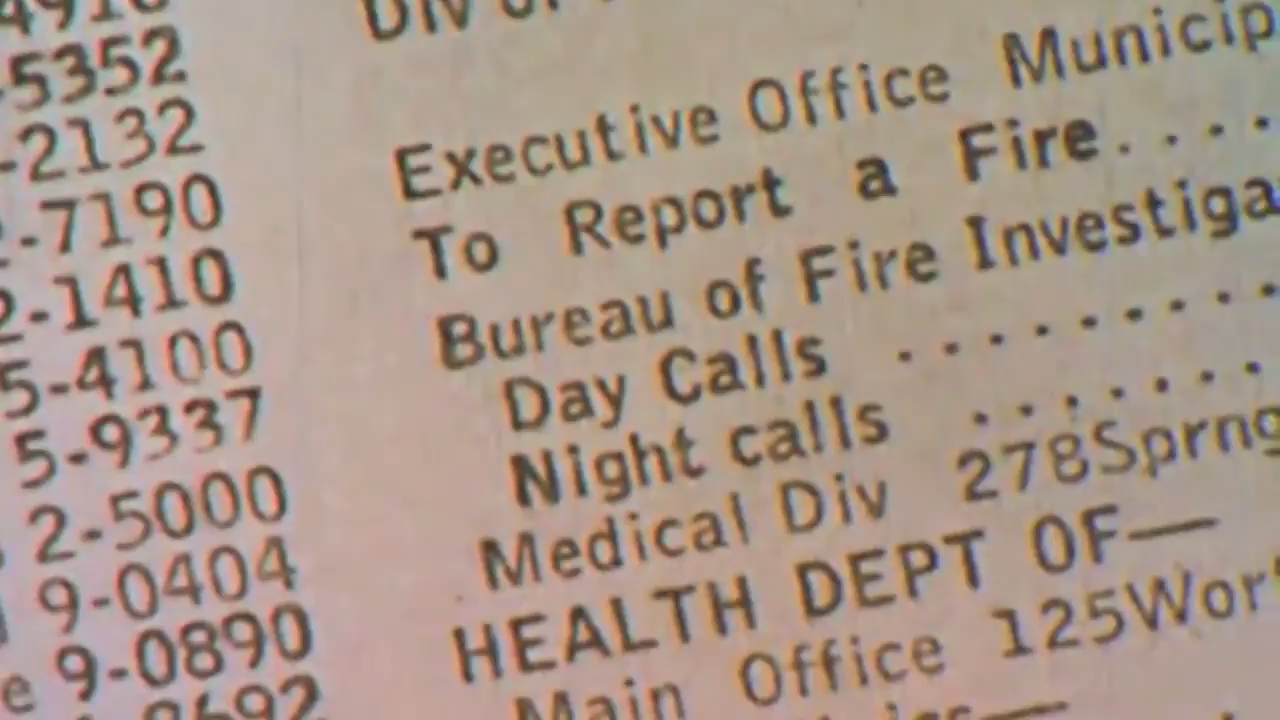 -5352
-2132
-7190
2-1410
5-4100
5-9337
2-5000
9-0404
e 9-0890
Executive Office Municip
To Report a Fire....
Bureau of Fire Investiga
Day Calls .........
Night calls .......
Medical Div 278Sprng
HEALTH DEPT OF—
Main Office 125Wor